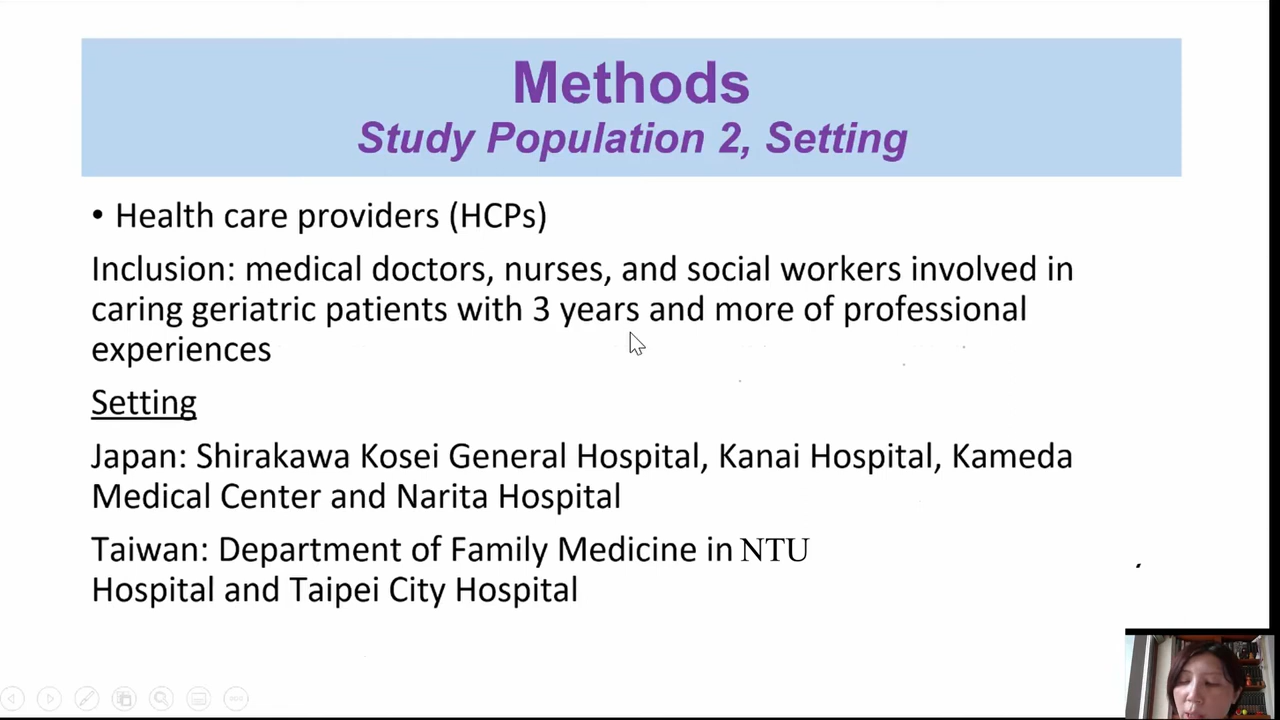 Methods
Study Population 2, Setting
• Health care providers (HCPs)
Inclusion: medical doctors, nurses, and social workers involved in
caring geriatric patients with 3 years and more of professional
experiences
Setting
Japan: Shirakawa Kosei General Hospital, Kanai Hospital, Kameda
Medical Center and Narita Hospital
Taiwan: Department of Family Medicine in NTU
Hospital and Taipei City Hospital